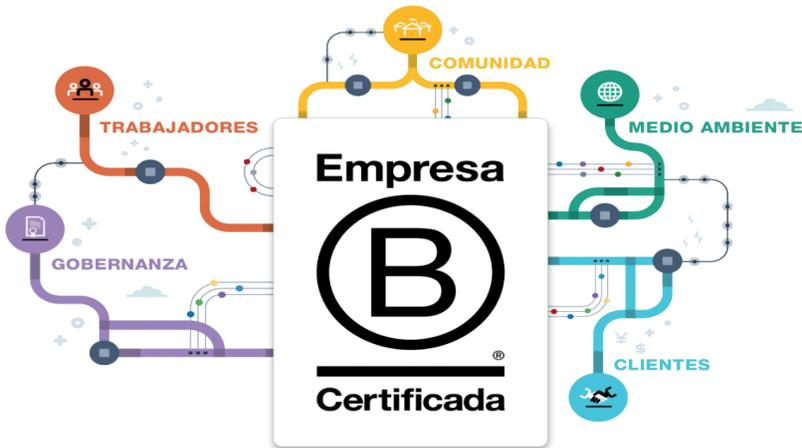 COMUNIDAD
TRABAJADORES
MEDIO AMBIENTE
GOBERNANZA
CLIENTES
Empresa
B
®
Certificada